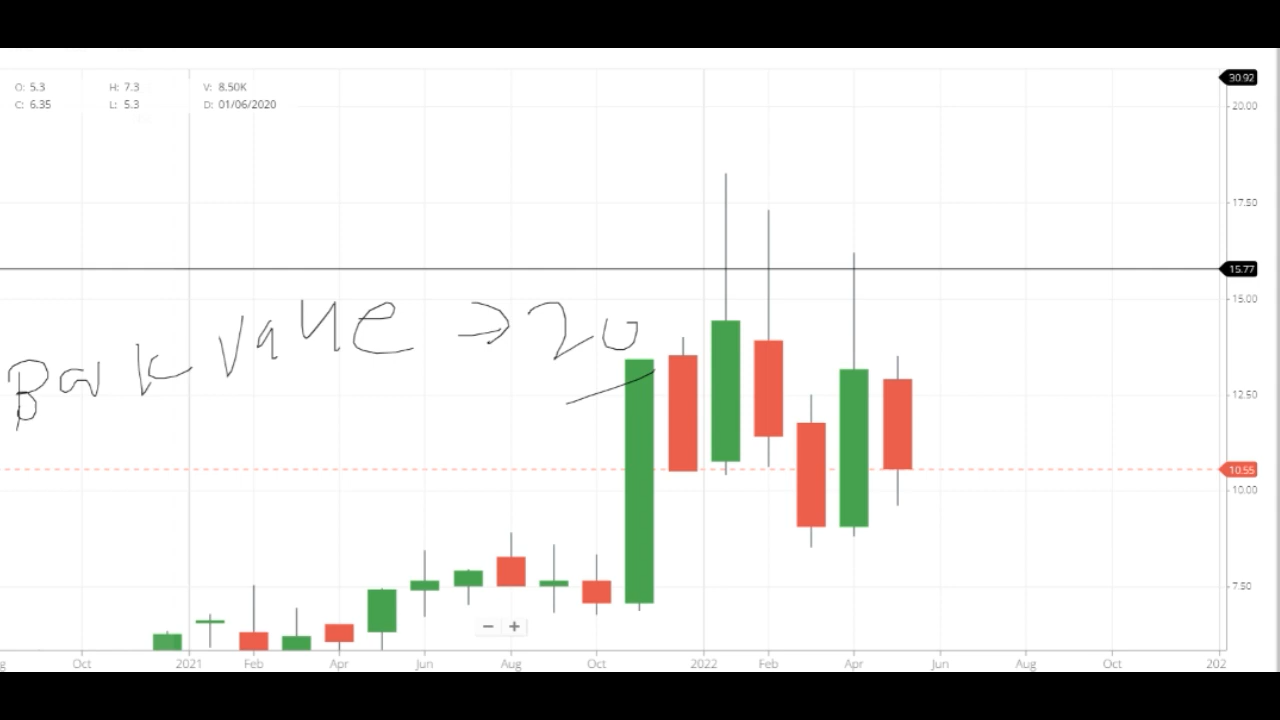 O: 5.3 H: 7.3 V: 8.50K
C: 6.35 L: 5.3 D: 01/06/2020
30.92
20.00
17.50
15.77
15.00
Book Value → 20
12.50
10.55
10.00
7.50
− +
Oct 2021 Feb Apr Jun Aug Oct 2022 Feb Apr Jun Aug Oct 202